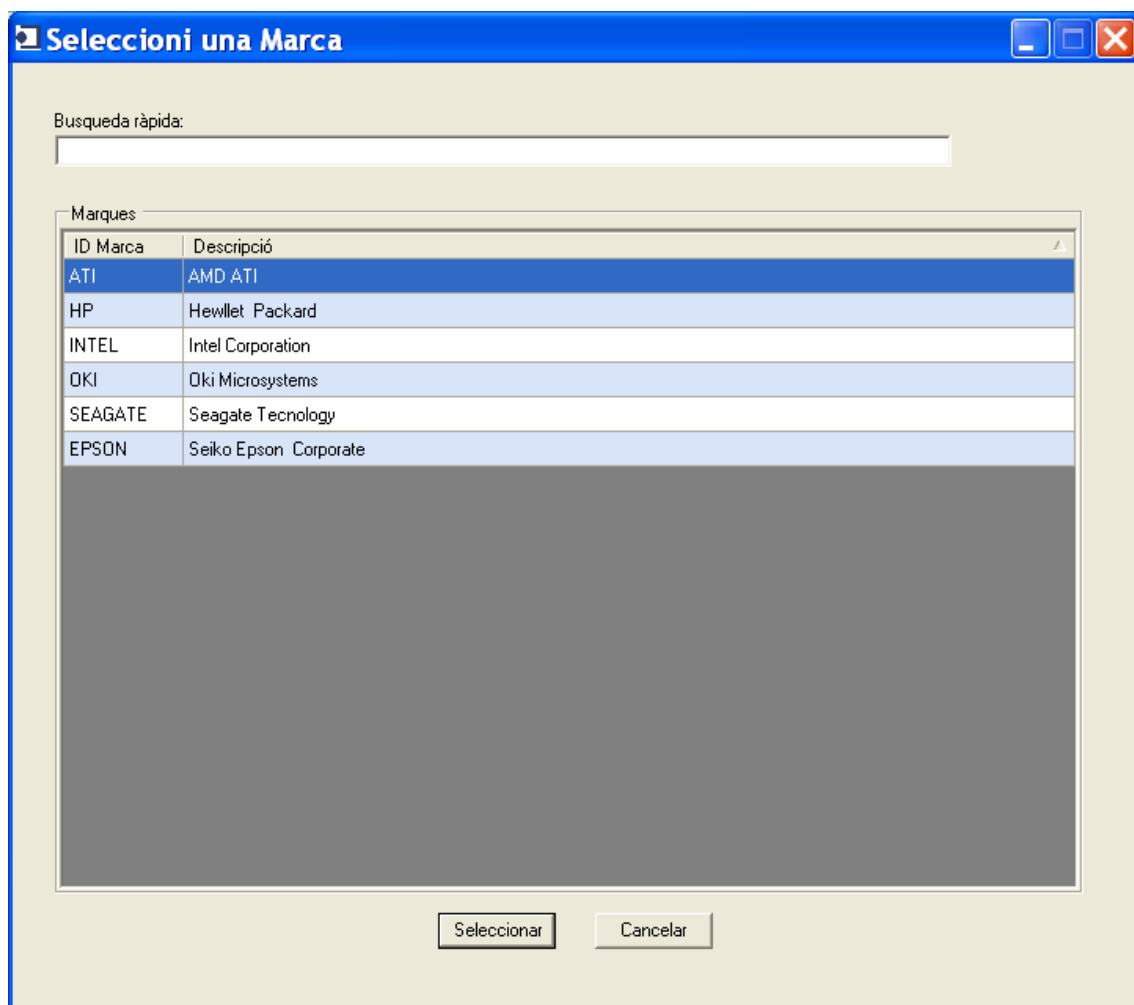 Seleccioni una Marca
Busqueda ràpida:
Marques
ID Marca Descripció
ATI AMD ATI
HP Hewllet Packard
INTEL Intel Corporation
OKI Oki Microsystems
SEAGATE Seagate Tecnology
EPSON Seiko Epson Corporate
Seleccionar Cancelar